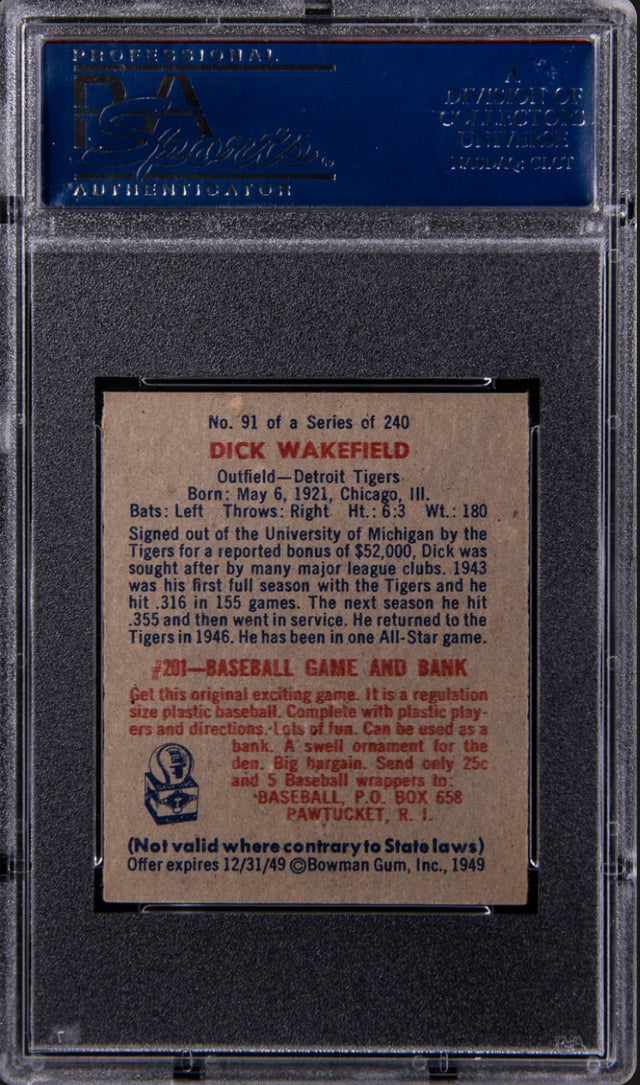 PROFESSIONAL
PSA
Sports
AUTHENTICATOR
A
DIVISION OF
COLLECTORS
UNIVERSE
NASDAQ: CLCT
No. 91 of a Series of 240
DICK WAKEFIELD
Outfield—Detroit Tigers
Born: May 6, 1921, Chicago, Ill.
Bats: Left Throws: Right Ht.: 6:3 Wt.: 180
Signed out of the University of Michigan by the
Tigers for a reported bonus of $52,000, Dick was
sought after by many major league clubs. 1943
was his first full season with the Tigers and he
hit .316 in 155 games. The next season he hit
.355 and then went in service. He returned to the
Tigers in 1946. He has been in one All-Star game.
#201—BASEBALL GAME AND BANK
Get this original exciting game. It is a regulation
size plastic baseball. Complete with plastic play-
ers and directions. Lots of fun. Can be used as a
bank. A swell ornament for the
den. Big bargain. Send only 25c
and 5 Baseball wrappers to:
BASEBALL, P.O. BOX 658
PAWTUCKET, R. I.
(Not valid where contrary to State laws)
Offer expires 12/31/49 ©Bowman Gum, Inc., 1949